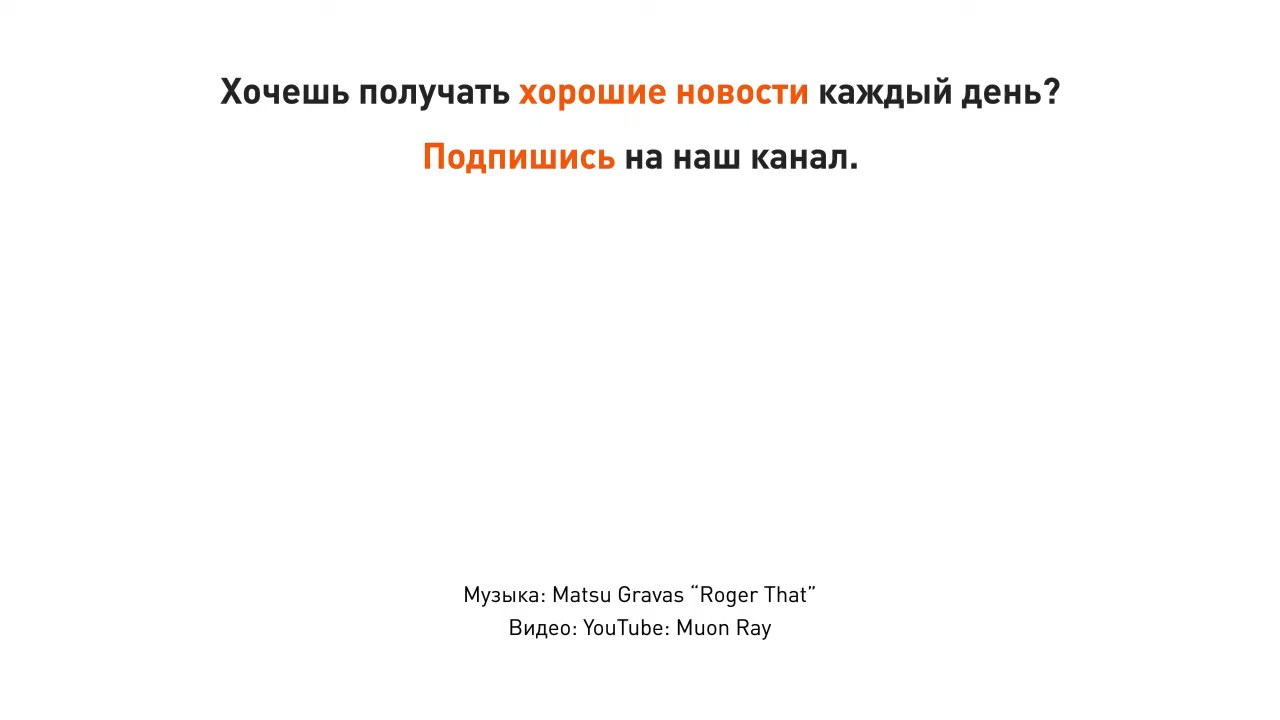 Хочешь получать хорошие новости каждый день?
Подпишись на наш канал.
Музыка: Matsu Gravas “Roger That”
Видео: YouTube: Muon Ray